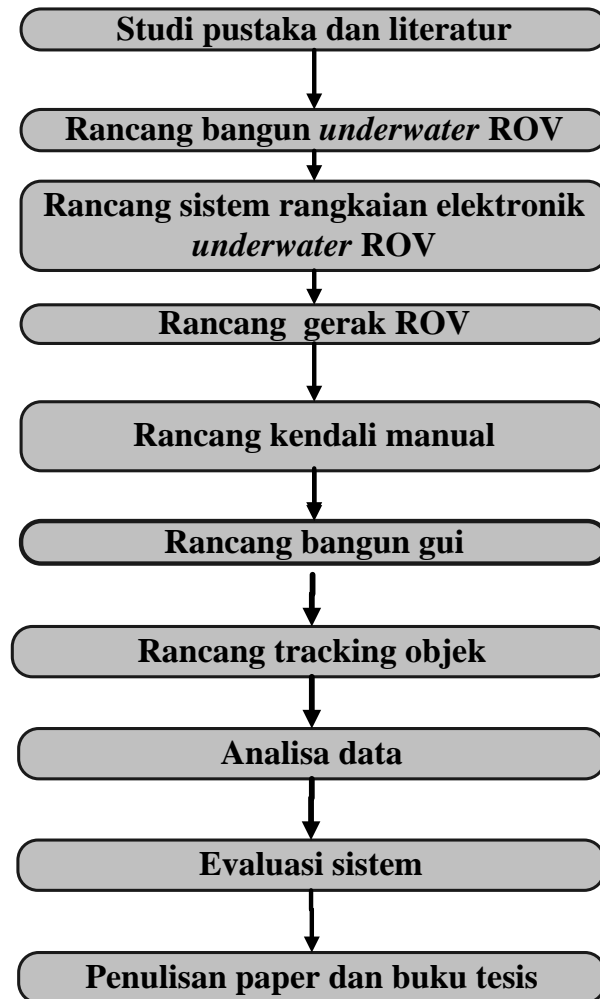 Studi pustaka dan literatur
Rancang bangun underwater ROV
Rancang sistem rangkaian elektronik
underwater ROV
Rancang gerak ROV
Rancang kendali manual
Rancang bangun gui
Rancang tracking objek
Analisa data
Evaluasi sistem
Penulisan paper dan buku tesis